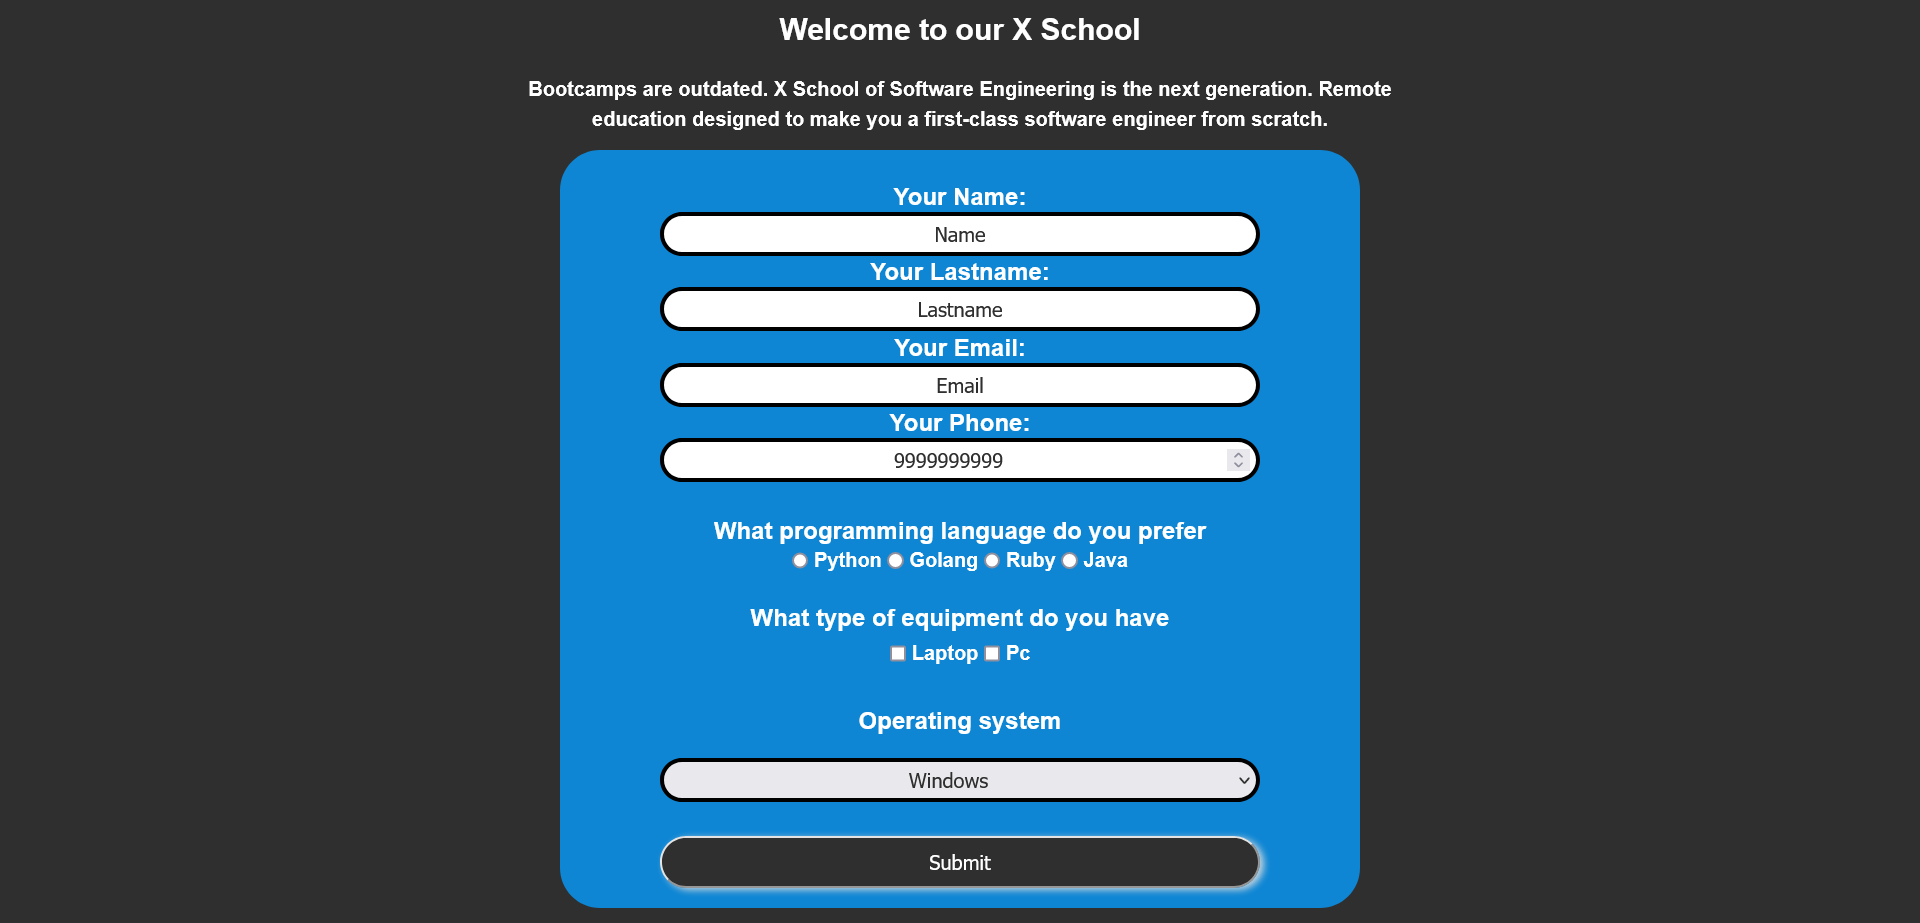 Welcome to our X School
Bootcamps are outdated. X School of Software Engineering is the next generation. Remote
education designed to make you a first-class software engineer from scratch.
Your Name:
Name
Your Lastname:
Lastname
Your Email:
Email
Your Phone:
9999999999
What programming language do you prefer
Python Golang Ruby Java
What type of equipment do you have
Laptop Pc
Operating system
Windows
Submit